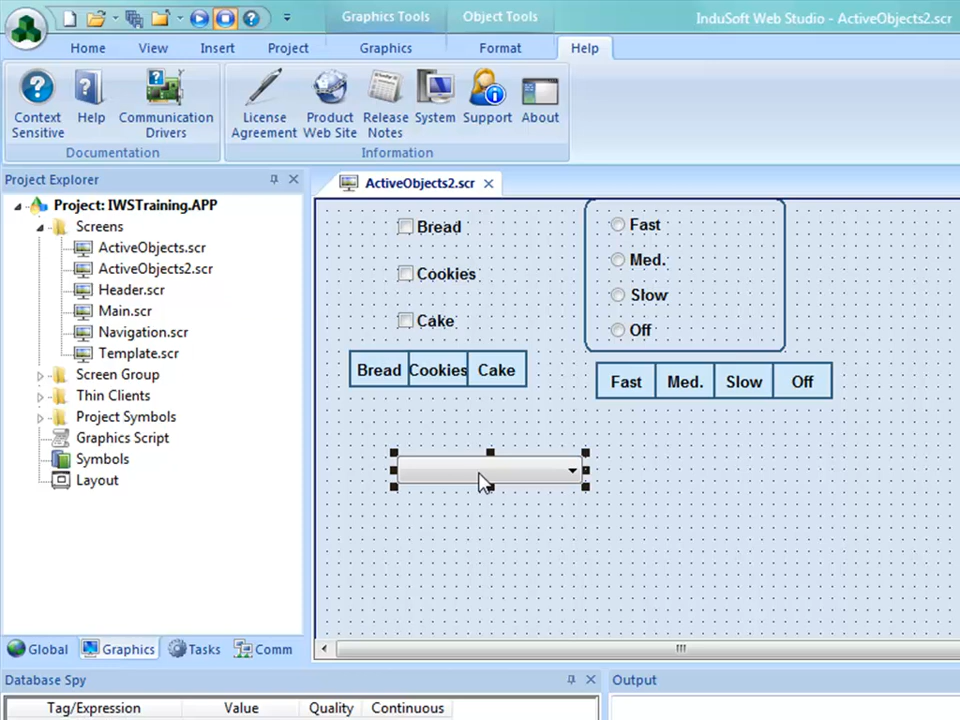 Graphics Tools
Object Tools
InduSoft Web Studio - ActiveObjects2.scr
Home
View
Insert
Project
Graphics
Format
Help
Context Sensitive
Help
Communication Drivers
License Agreement
Product Web Site
Release Notes
System
Support
About
Documentation
Information
Project Explorer
ActiveObjects2.scr
Project: IWSTraining.APP
Screens
ActiveObjects.scr
ActiveObjects2.scr
Header.scr
Main.scr
Navigation.scr
Template.scr
Screen Group
Thin Clients
Project Symbols
Graphics Script
Symbols
Layout
Bread
Cookies
Cake
Bread Cookies Cake
Fast
Med.
Slow
Off
Fast Med. Slow Off
Global
Graphics
Tasks
Comm
Database Spy
Output
Tag/Expression Value Quality Continuous